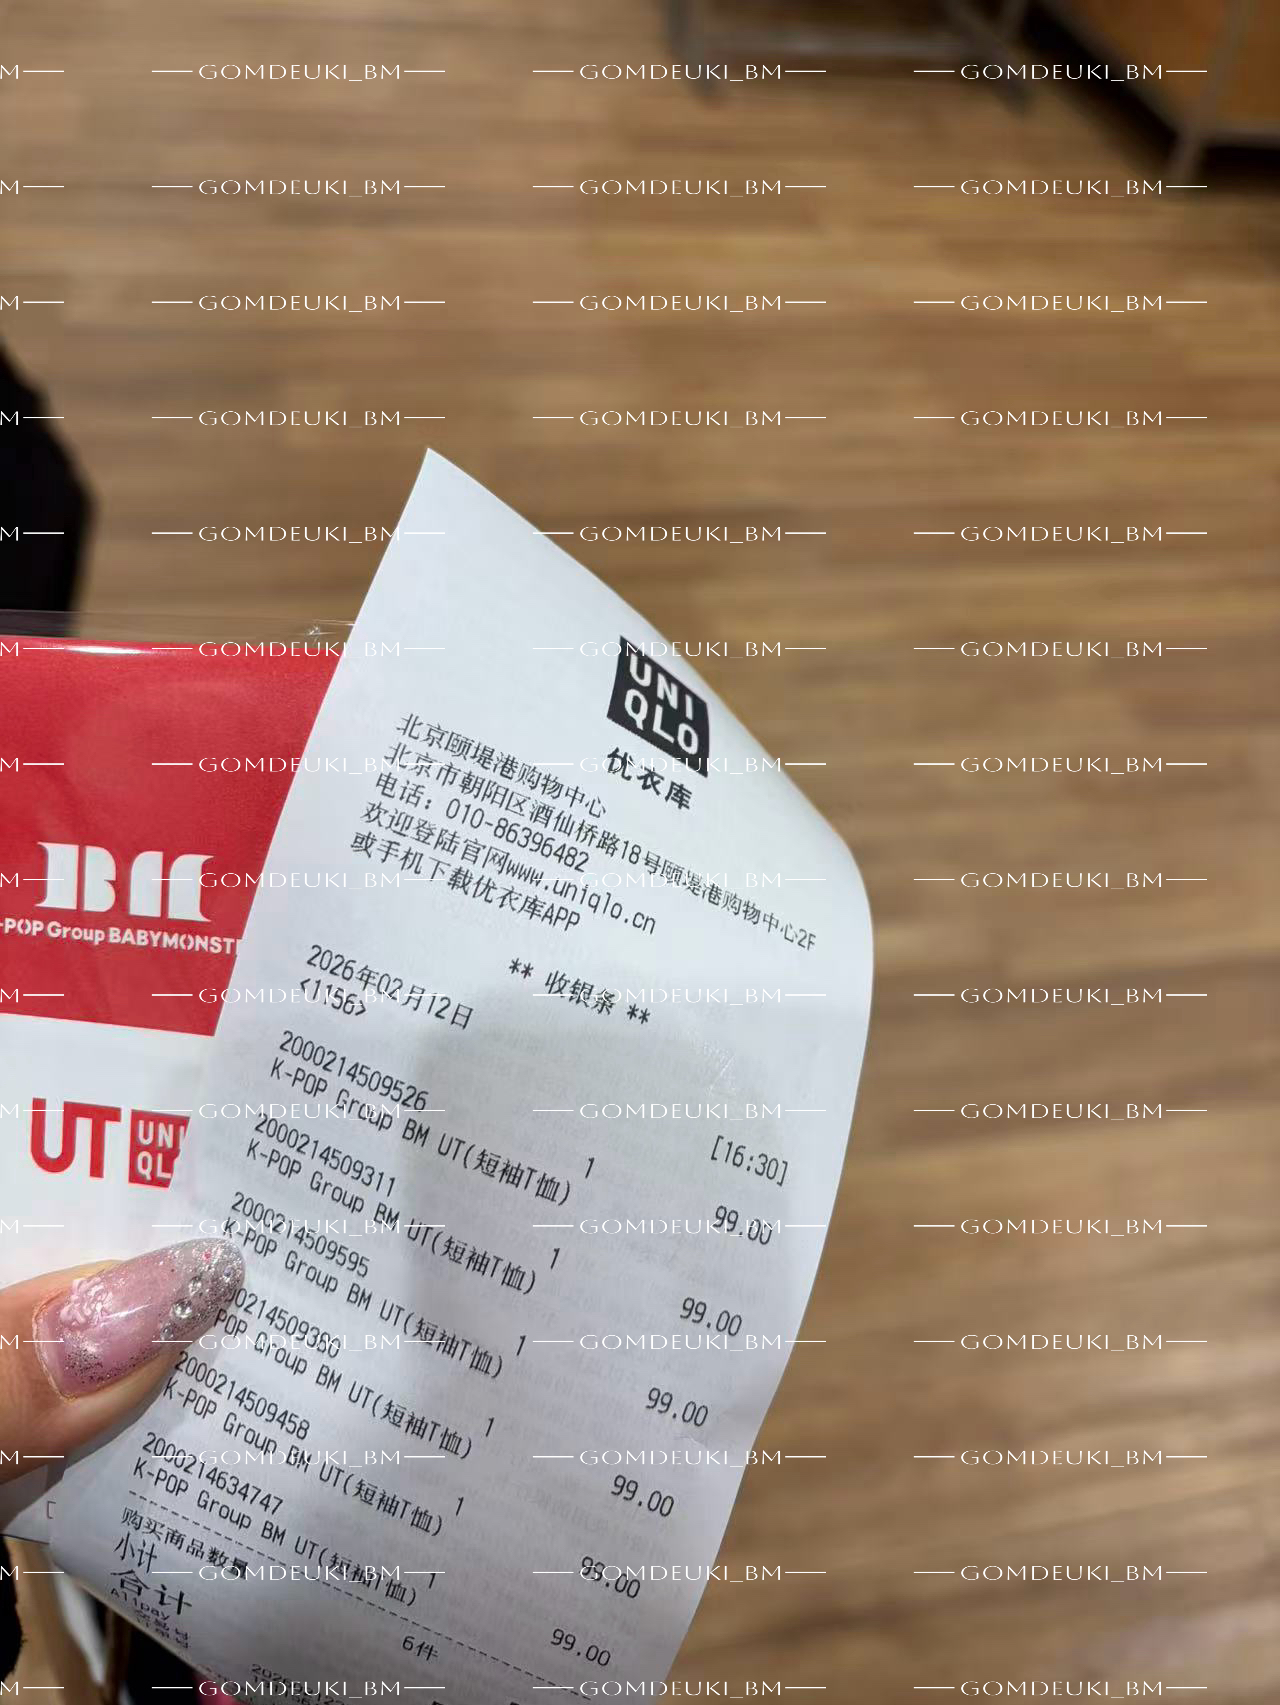 GOMDEUKI_BM
UNI
QLO
优衣库
北京颐堤港购物中心
北京市朝阳区酒仙桥路18号颐堤港购物中心2F
电话：010-86396482
欢迎登陆官网www.uniqlo.cn
或手机下载优衣库APP
** 收银条 **
2026年02月12日
<1156> [16:30]
2000214509526 1 99.00
K-POP Group BM UT(短袖T恤)
2000214509311 1 99.00
K-POP Group BM UT(短袖T恤)
2000214509595 1 99.00
K-POP Group BM UT(短袖T恤)
1 99.00
POP Group BM UT(短袖T恤)
2000214509458 1 99.00
K-POP Group BM UT(短袖T恤)
2000214634747 1 99.00
K-POP Group BM UT(短袖T恤)
购买商品数量 6件
小计
合计
Allpay
BM
-POP Group BABYMONST
UT
UNI
QL